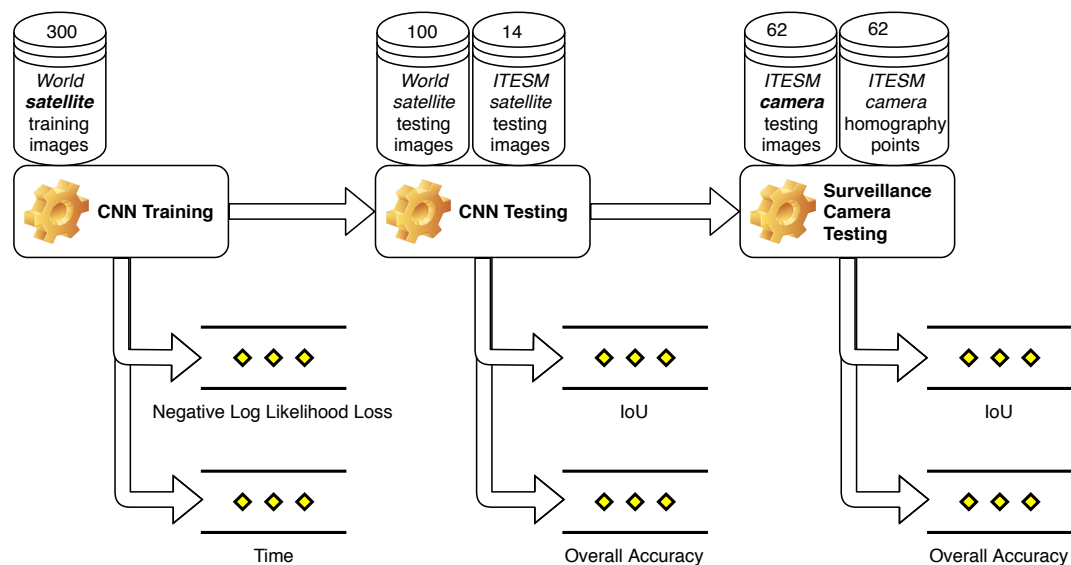 300
World
satellite
training
images
100
World
satellite
testing
images
14
ITESM
satellite
testing
images
62
ITESM
camera
testing
images
62
ITESM
camera
homography
points
CNN Training
CNN Testing
Surveillance
Camera
Testing
Negative Log Likelihood Loss
IoU
IoU
Time
Overall Accuracy
Overall Accuracy